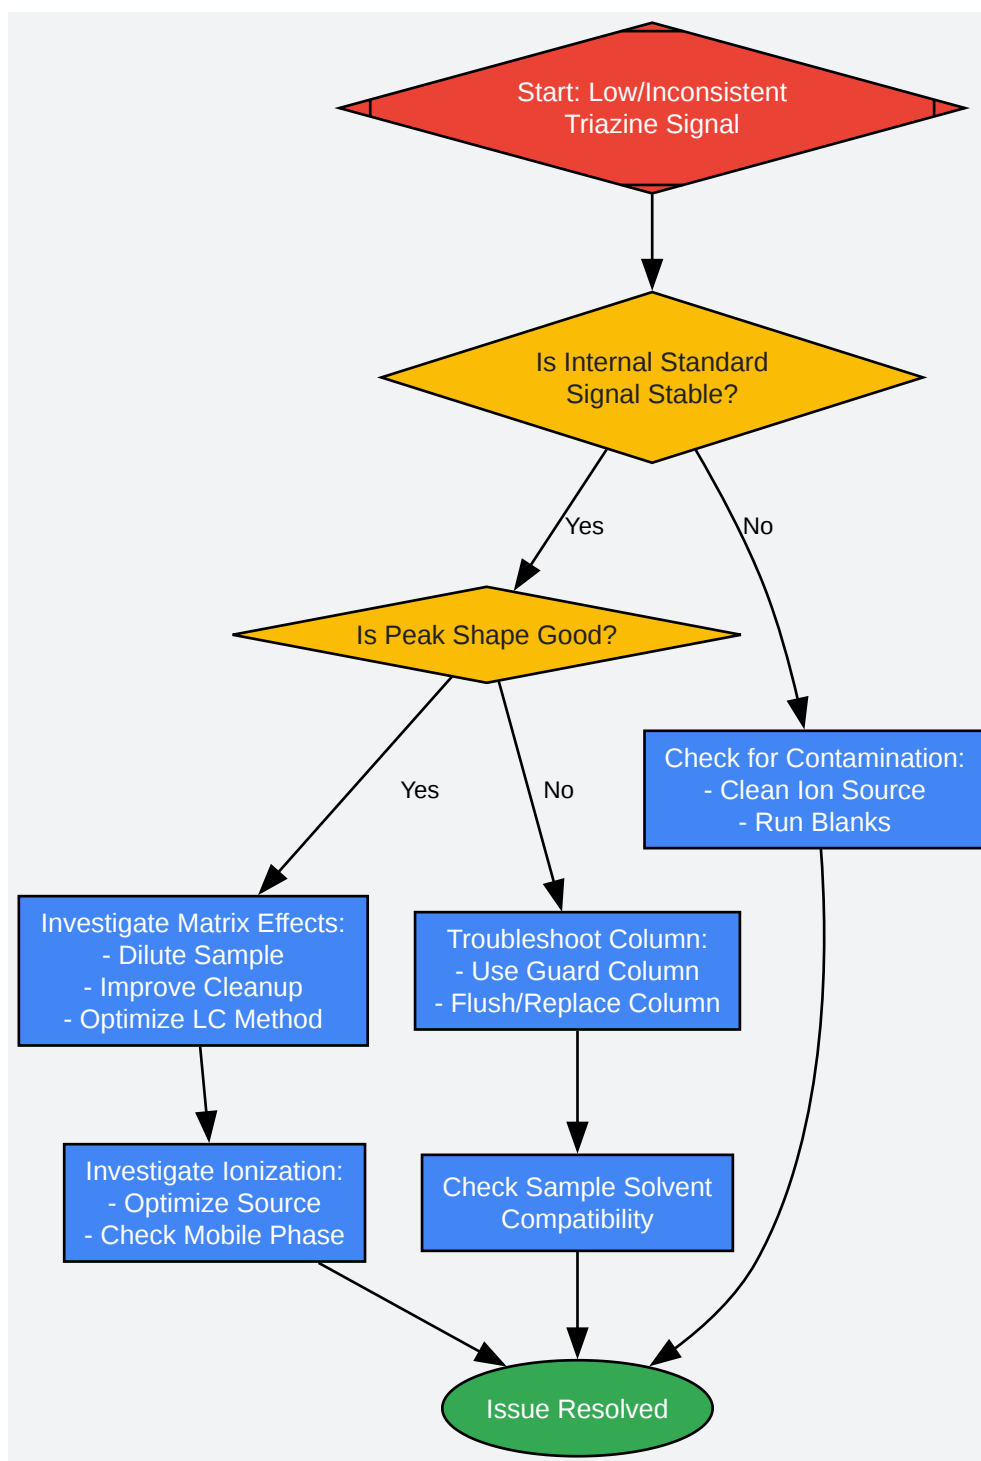 Start: Low/Inconsistent
Triazine Signal
Is Internal Standard
Signal Stable?
Yes
No
Is Peak Shape Good?
Yes
No
Check for Contamination:
- Clean Ion Source
- Run Blanks
Investigate Matrix Effects:
- Dilute Sample
- Improve Cleanup
- Optimize LC Method
Troubleshoot Column:
- Use Guard Column
- Flush/Replace Column
Investigate Ionization:
- Optimize Source
- Check Mobile Phase
Check Sample Solvent
Compatibility
Issue Resolved